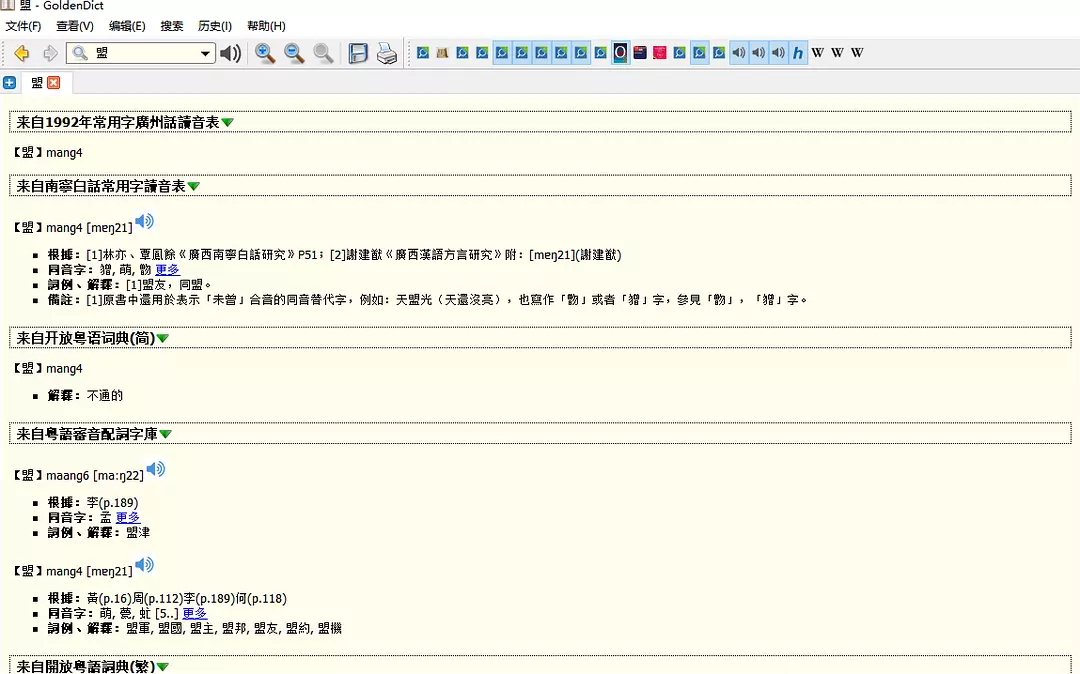 盟 - GoldenDict
文件(F) 查看(V) 编辑(E) 搜索 历史(I) 帮助(H)
盟
W W W
盟
来自1992年常用字廣州話讀音表
【盟】mang4
来自南寧白話常用字讀音表
【盟】mang4 [mɐŋ21]
根據：[1]林亦、覃鳳餘《廣西南寧白話研究》P51；[2]謝建猷《廣西漢語方言研究》附：[mɐŋ21](謝建猷)
同音字： 萌, 更多
詞例、解釋：[1]盟友，同盟。
備註：[1]原書中還用於表示「未曾」合音的同音替代字，例如：天盟光（天還沒亮），也寫作「」或者「」字，參見「」，「」字。
来自开放粤语词典(简)
【盟】mang4
解釋：不通的
来自粵語審音配詞字庫
【盟】maang6 [ma:ŋ22]
根據：李(p.189)
同音字：孟 更多
詞例、解釋：盟津
【盟】mang4 [mɐŋ21]
根據：黃(p.16)周(p.112)李(p.189)何(p.118)
同音字：萌, 甍, 虻 [5..] 更多
詞例、解釋：盟軍, 盟國, 盟主, 盟邦, 盟友, 盟約, 盟機
来自開放粵語詞典(繁)